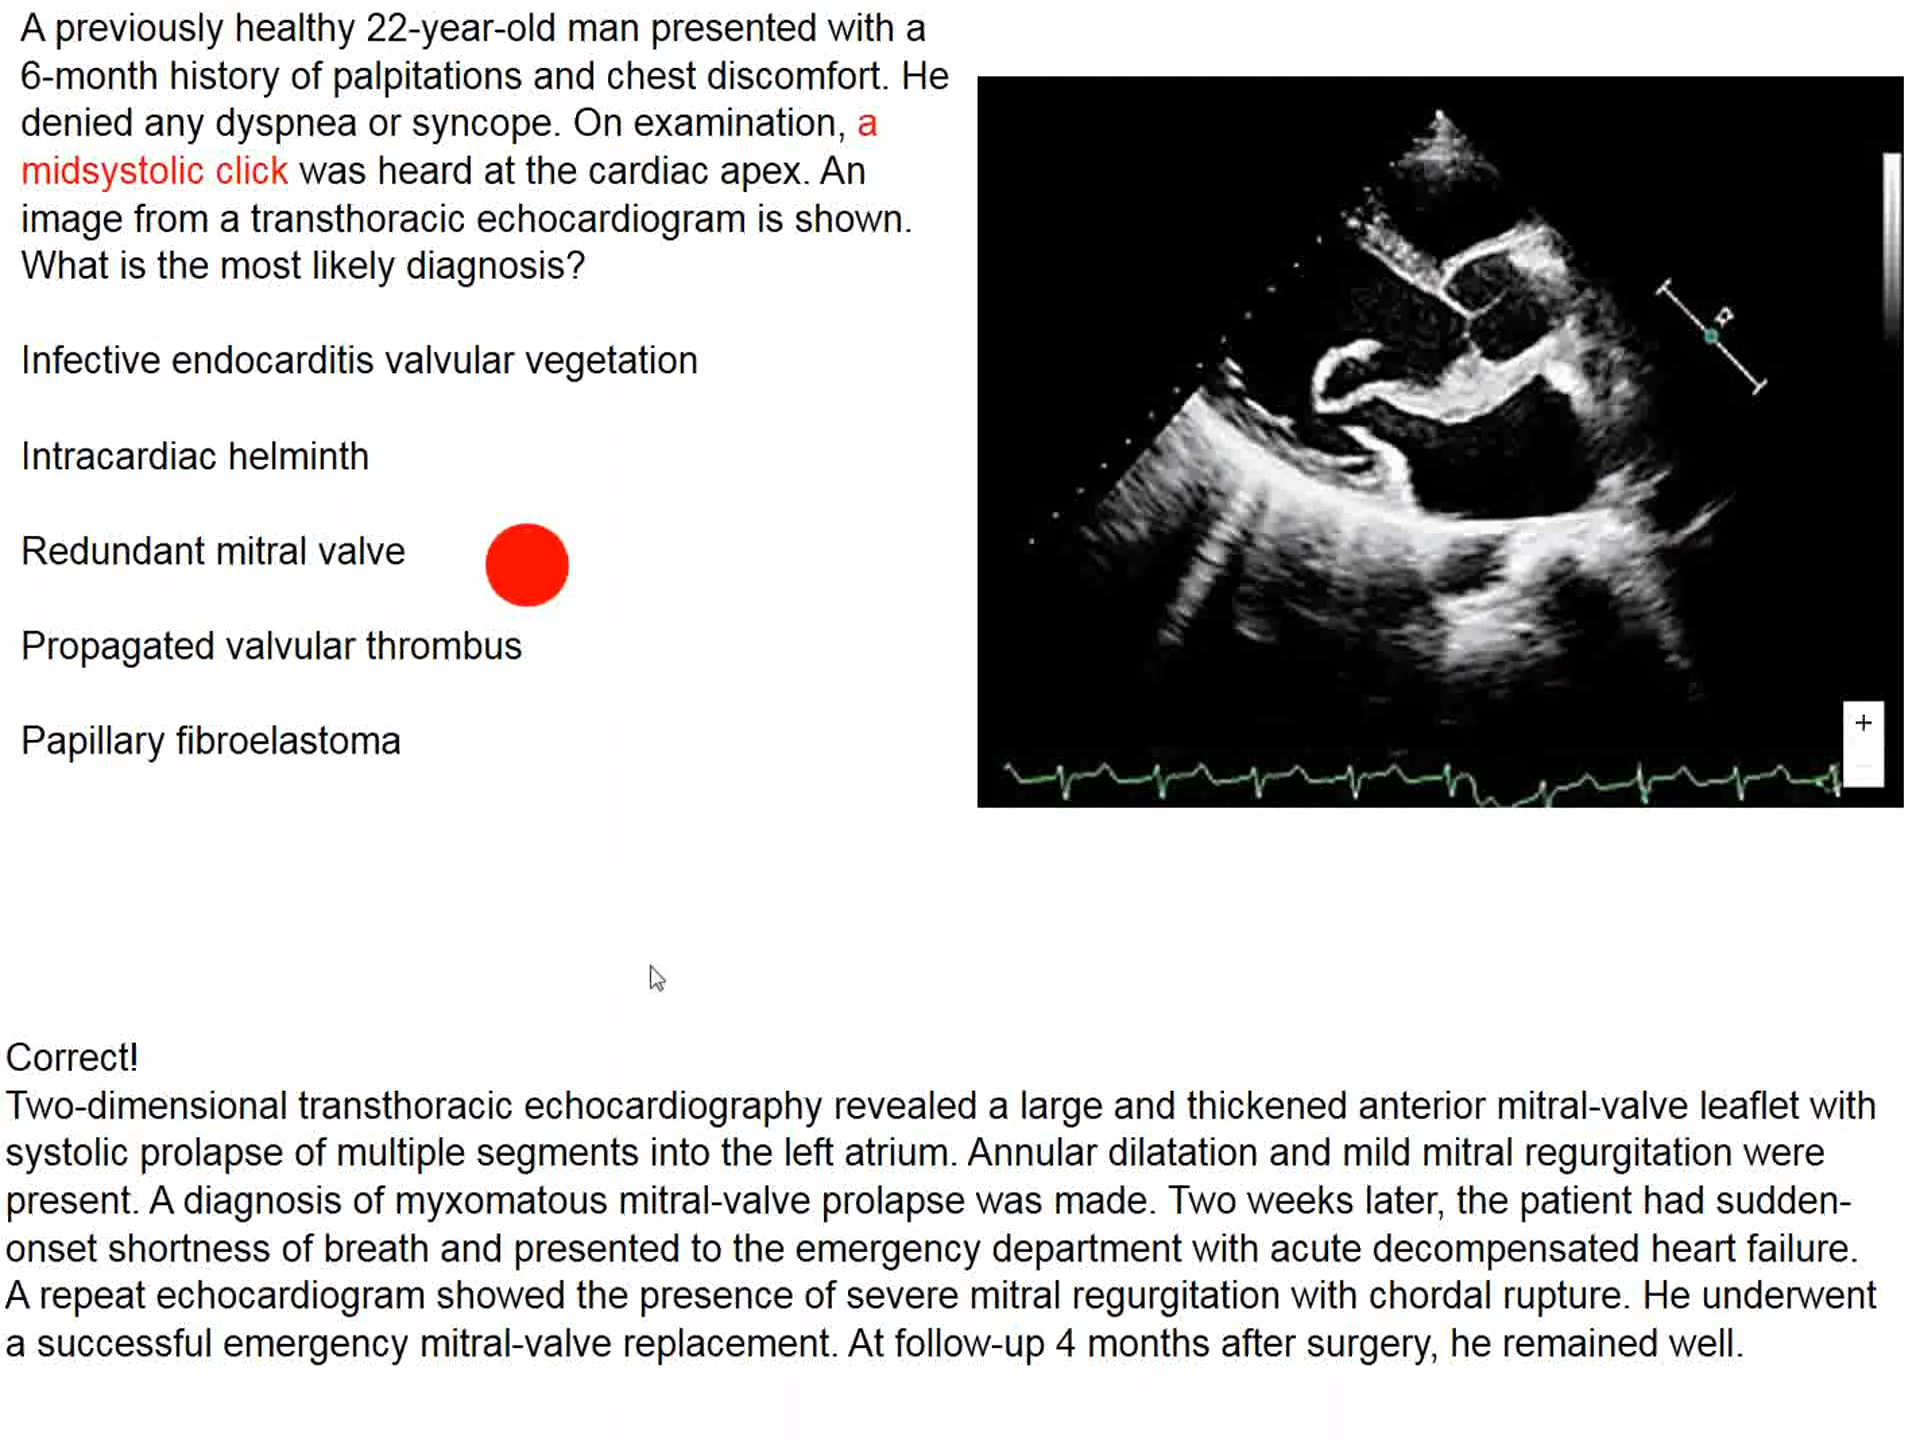 A previously healthy 22-year-old man presented with a
6-month history of palpitations and chest discomfort. He
denied any dyspnea or syncope. On examination, a
midsystolic click was heard at the cardiac apex. An
image from a transthoracic echocardiogram is shown.
What is the most likely diagnosis?
Infective endocarditis valvular vegetation
Intracardiac helminth
Redundant mitral valve
Propagated valvular thrombus
Papillary fibroelastoma
+
Correct!
Two-dimensional transthoracic echocardiography revealed a large and thickened anterior mitral-valve leaflet with
systolic prolapse of multiple segments into the left atrium. Annular dilatation and mild mitral regurgitation were
present. A diagnosis of myxomatous mitral-valve prolapse was made. Two weeks later, the patient had sudden-
onset shortness of breath and presented to the emergency department with acute decompensated heart failure.
A repeat echocardiogram showed the presence of severe mitral regurgitation with chordal rupture. He underwent
a successful emergency mitral-valve replacement. At follow-up 4 months after surgery, he remained well.